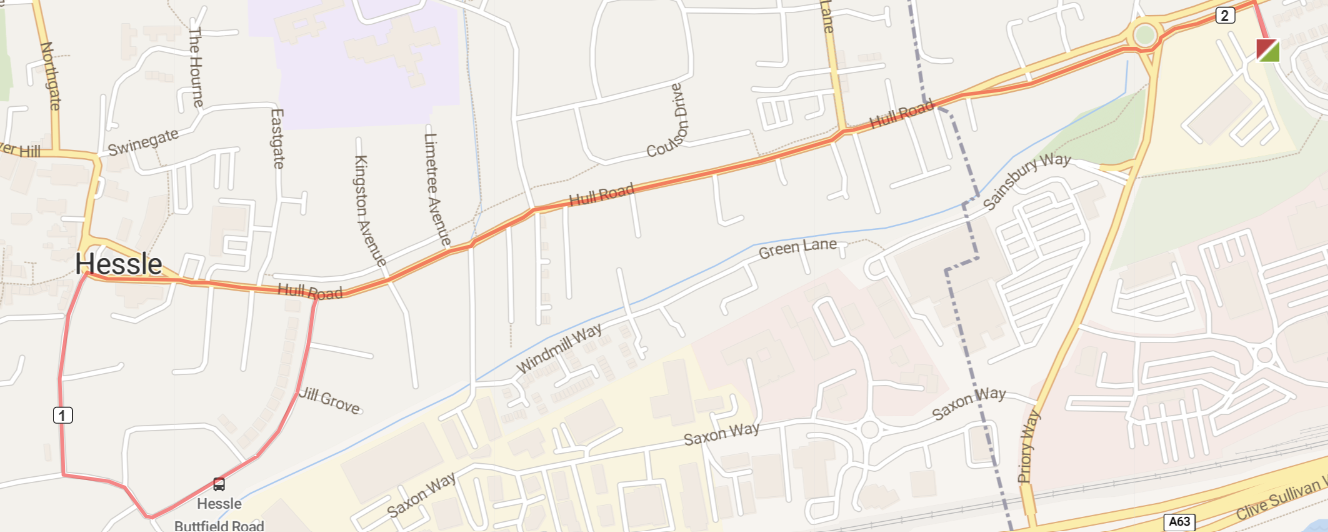 2
Lane
The Hourne
Northgate
Coulson Drive
Hull Road
Eastgate
Swinegate
er Hill
Limetree Avenue
Kingston Avenue
Sainsbury Way
Hull Road
Green Lane
Hessle
Hull Road
Windmill Way
Jill Grove
Saxon Way
1
Saxon Way
Priory Way
Saxon Way
Hessle
Buttfield Road
A63
Clive Sullivan